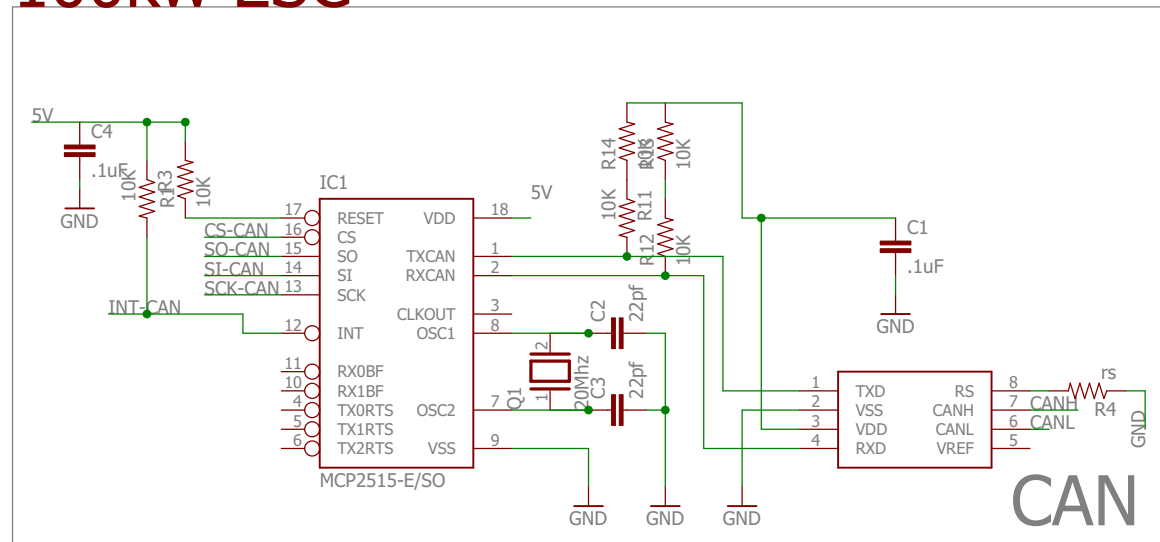 100KW ESC
5V
C4
.1uF
GND
10K
R1
R3
10K
IC1
MCP2515-E/SO
17 RESET
16 CS
15 SO
14 SI
13 SCK
12 INT
11 RX0BF
10 RX1BF
4 TX0RTS
5 TX1RTS
6 TX2RTS
VDD 18
TXCAN 1
RXCAN 2
CLKOUT 3
OSC1 8
OSC2 7
VSS 9
CS-CAN
SO-CAN
SI-CAN
SCK-CAN
INT-CAN
5V
R14
10K
R13
10K
10K
R11
R12
10K
C1
.1uF
GND
C2
22pf
C3
22pf
Q1
2
1
20Mhz
GND
GND
GND
1 TXD
2 VSS
3 VDD
4 RXD
RS 8
CANH 7
CANL 6
VREF 5
CANH
CANL
rs
R4
GND
CAN